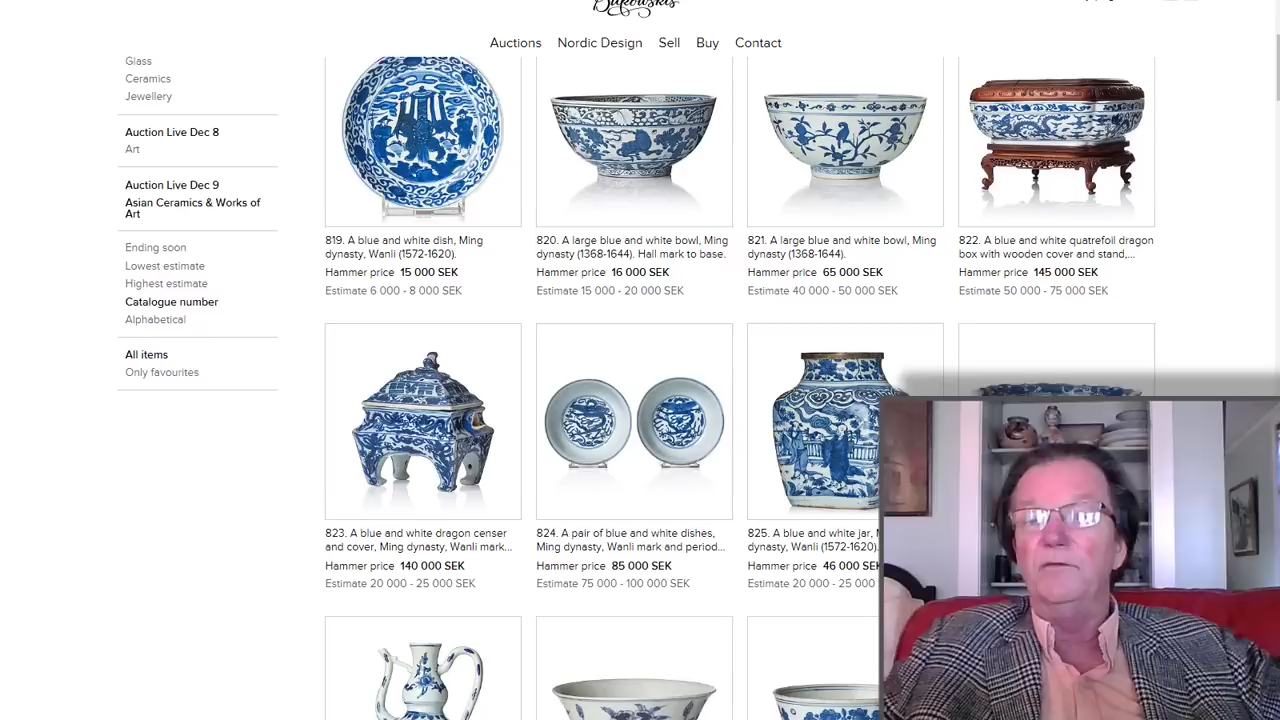 Bukowskis
Auctions Nordic Design Sell Buy Contact
Glass
Ceramics
Jewellery
Auction Live Dec 8
Art
Auction Live Dec 9
Asian Ceramics & Works of
Art
Ending soon
Lowest estimate
Highest estimate
Catalogue number
Alphabetical
All items
Only favourites
819. A blue and white dish, Ming
dynasty, Wanli (1572-1620).
Hammer price 15 000 SEK
Estimate 6 000 - 8 000 SEK
820. A large blue and white bowl, Ming
dynasty (1368-1644). Hall mark to base.
Hammer price 16 000 SEK
Estimate 15 000 - 20 000 SEK
821. A large blue and white bowl, Ming
dynasty (1368-1644).
Hammer price 65 000 SEK
Estimate 40 000 - 50 000 SEK
822. A blue and white quatrefoil dragon
box with wooden cover and stand,...
Hammer price 145 000 SEK
Estimate 50 000 - 75 000 SEK
823. A blue and white dragon censer
and cover, Ming dynasty, Wanli mark...
Hammer price 140 000 SEK
Estimate 20 000 - 25 000 SEK
824. A pair of blue and white dishes,
Ming dynasty, Wanli mark and period...
Hammer price 85 000 SEK
Estimate 75 000 - 100 000 SEK
825. A blue and white jar,
dynasty, Wanli (1572-1620).
Hammer price 46 000
Estimate 20 000 - 25 000